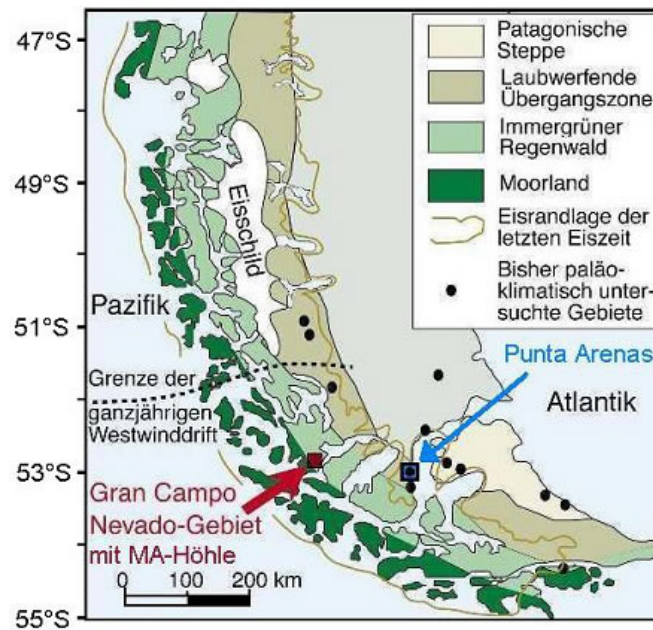 47°S
49°S
51°S
53°S
55°S
Patagonische
Steppe
Laubwerfende
Übergangszone
Immergrüner
Regenwald
Moorland
Eisrandlage der
letzten Eiszeit
Bisher paläo-
klimatisch unter-
suchte Gebiete
Eisschild
Pazifik
Punta Arenas
Grenze der
ganzjährigen
Westwinddrift
Atlantik
Gran Campo
Nevado-Gebiet
mit MA-Höhle
0 100 200 km